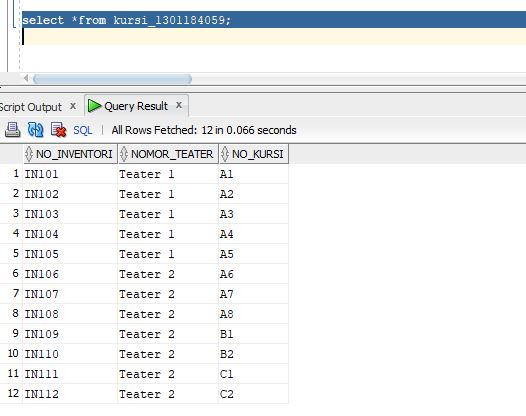 select *from kursi_1301184059;
Script Output x Query Result x
SQL | All Rows Fetched: 12 in 0.066 seconds
NO_INVENTORI NOMOR_TEATER NO_KURSI
1 IN101 Teater 1 A1
2 IN102 Teater 1 A2
3 IN103 Teater 1 A3
4 IN104 Teater 1 A4
5 IN105 Teater 1 A5
6 IN106 Teater 2 A6
7 IN107 Teater 2 A7
8 IN108 Teater 2 A8
9 IN109 Teater 2 B1
10 IN110 Teater 2 B2
11 IN111 Teater 2 C1
12 IN112 Teater 2 C2